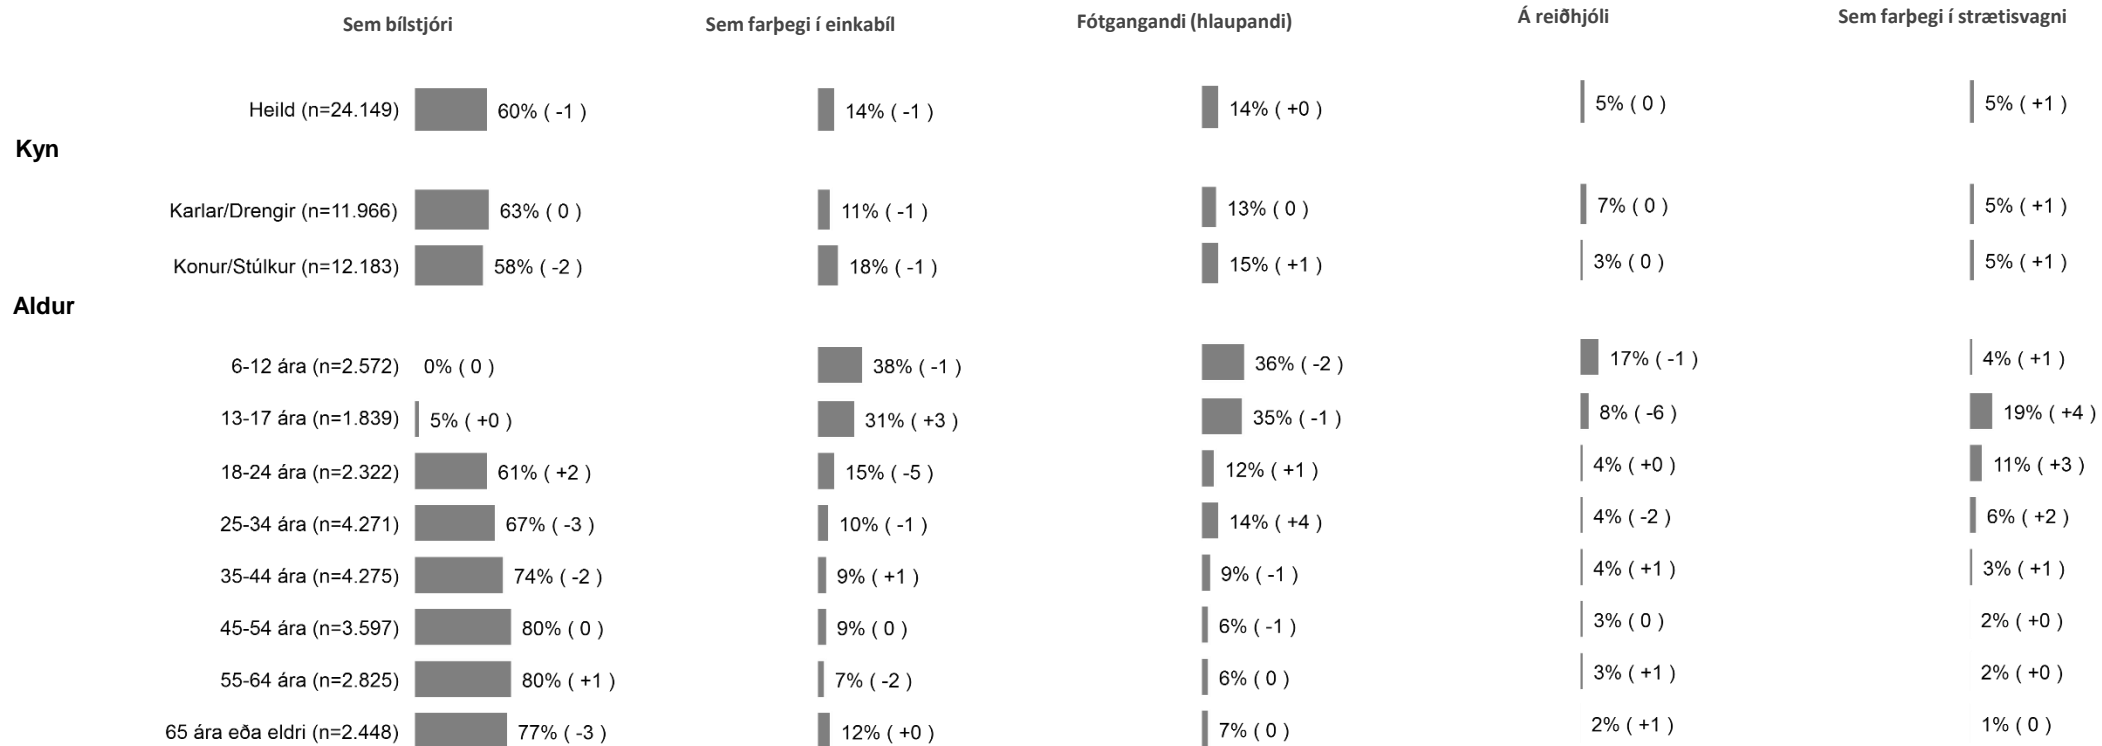 Sem bílstjóri Sem farþegi í einkabíl Fótgangandi (hlaupandi) Á reiðhjóli Sem farþegi í strætisvagni
Heild (n=24.149) 60% ( -1 ) 14% ( -1 ) 14% ( +0 ) 5% ( 0 ) 5% ( +1 )
Kyn
Karlar/Drengir (n=11.966) 63% ( 0 ) 11% ( -1 ) 13% ( 0 ) 7% ( 0 ) 5% ( +1 )
Konur/Stúlkur (n=12.183) 58% ( -2 ) 18% ( -1 ) 15% ( +1 ) 3% ( 0 ) 5% ( +1 )
Aldur
6-12 ára (n=2.572) 0% ( 0 ) 38% ( -1 ) 36% ( -2 ) 17% ( -1 ) 4% ( +1 )
13-17 ára (n=1.839) 5% ( +0 ) 31% ( +3 ) 35% ( -1 ) 8% ( -6 ) 19% ( +4 )
18-24 ára (n=2.322) 61% ( +2 ) 15% ( -5 ) 12% ( +1 ) 4% ( +0 ) 11% ( +3 )
25-34 ára (n=4.271) 67% ( -3 ) 10% ( -1 ) 14% ( +4 ) 4% ( -2 ) 6% ( +2 )
35-44 ára (n=4.275) 74% ( -2 ) 9% ( +1 ) 9% ( -1 ) 4% ( +1 ) 3% ( +1 )
45-54 ára (n=3.597) 80% ( 0 ) 9% ( 0 ) 6% ( -1 ) 3% ( 0 ) 2% ( +0 )
55-64 ára (n=2.825) 80% ( +1 ) 7% ( -2 ) 6% ( 0 ) 3% ( +1 ) 2% ( +0 )
65 ára eða eldri (n=2.448) 77% ( -3 ) 12% ( +0 ) 7% ( 0 ) 2% ( +1 ) 1% ( 0 )